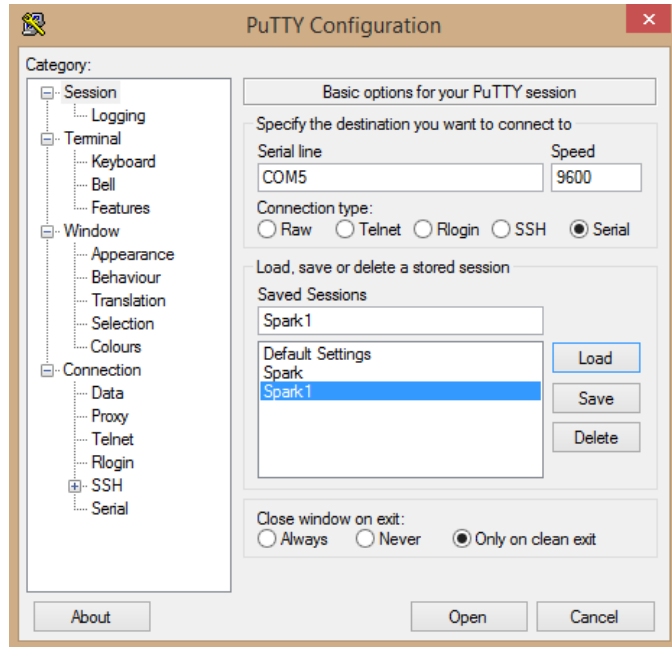 PuTTY Configuration
Category:
Session
Logging
Terminal
Keyboard
Bell
Features
Window
Appearance
Behaviour
Translation
Selection
Colours
Connection
Data
Proxy
Telnet
Rlogin
SSH
Serial
Basic options for your PuTTY session
Specify the destination you want to connect to
Serial line Speed
COM5 9600
Connection type:
Raw Telnet Rlogin SSH Serial
Load, save or delete a stored session
Saved Sessions
Spark1
Default Settings
Spark
Spark1
Load
Save
Delete
Close window on exit:
Always Never Only on clean exit
About Open Cancel